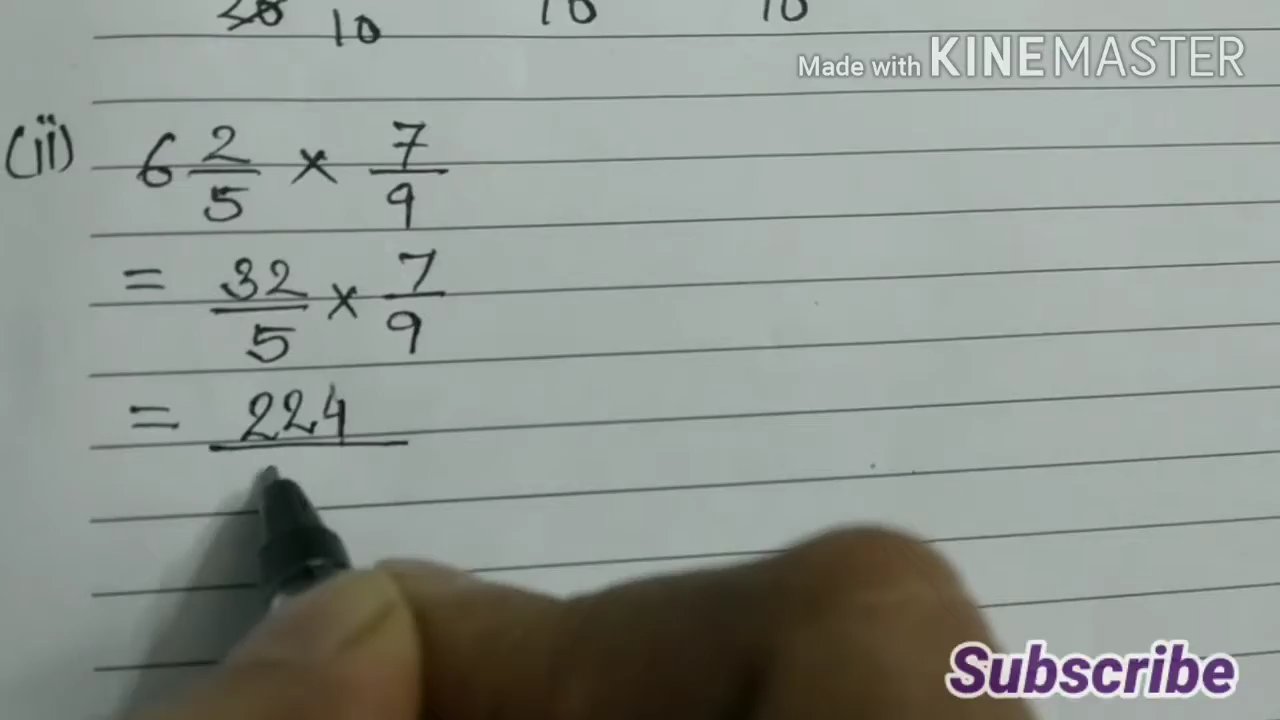 10 10 10
Made with KINEMASTER
(ii) 6 2/5 × 7/9
= 32/5 × 7/9
= 224
Subscribe